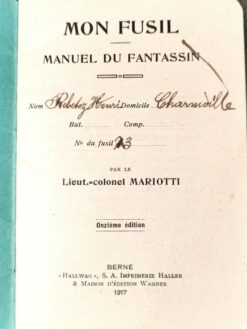 MON FUSIL
MANUEL DU FANTASSIN
Nom Rebetez Henri Domicile Charmoille
Bat. Comp.
No du fusil 23
PAR LE
Lieut.-colonel MARIOTTI
Onzième édition
BERNE
"HALLWAG", S. A. IMPRIMERIE HALLER
& MAISON D'ÉDITION WAGNER
1917